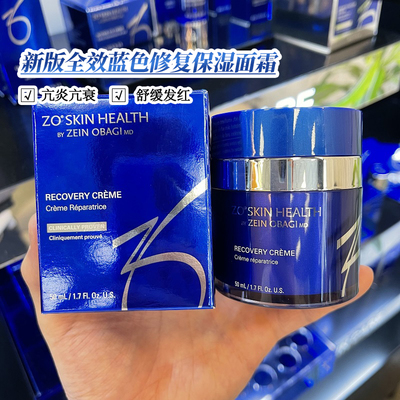 新版全效蓝色修复保湿面霜
☑ 亢炎亢衰 ☑ 舒缓发红
ZO® SKIN HEALTH
BY ZEIN OBAGI MD
RECOVERY CRÈME
Crème Réparatrice
CLINICALLY PROVEN
Cliniquement prouvé
50 mL / 1.7 Fl. Oz. U.S.
ZO® SKIN HEALTH
BY ZEIN OBAGI MD
RECOVERY CRÈME
Crème réparatrice
50 mL / 1.7 Fl. Oz. U.S.